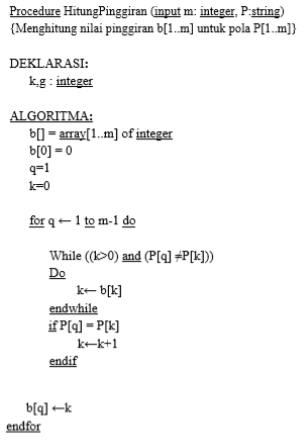 Procedure HitungPinggiran (input m: integer, P:string)
{Menghitung nilai pinggiran b[1..m] untuk pola P[1..m]}
DEKLARASI:
k,g : integer
ALGORITMA:
b[] = array[1..m] of integer
b[0] = 0
q=1
k=0
for q ← 1 to m-1 do
While ((k>0) and (P[q] ≠P[k]))
Do
k← b[k]
endwhile
if P[q] = P[k]
k←k+1
endif
b[q] ←k
endfor